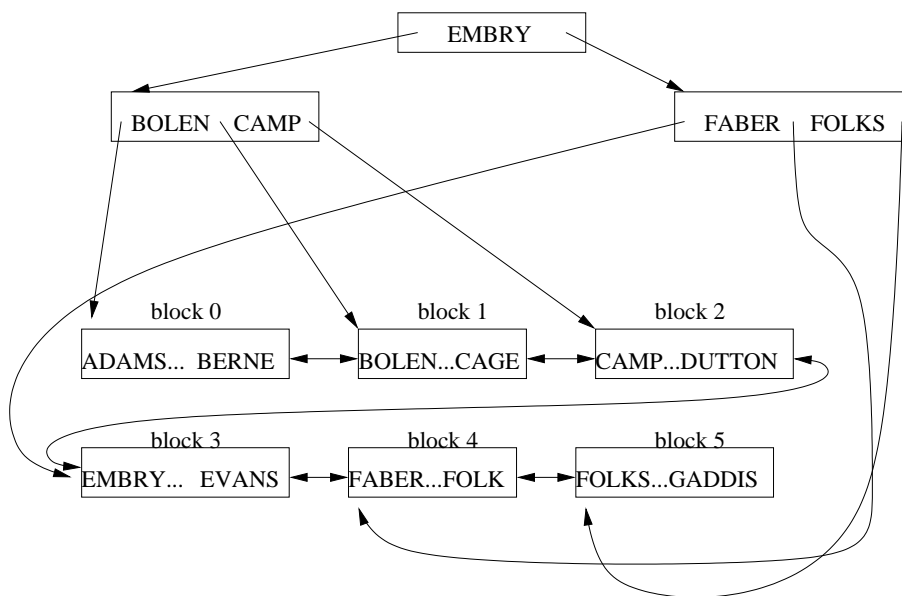 EMBRY
BOLEN CAMP
FABER FOLKS
block 0
block 1
block 2
ADAMS... BERNE
BOLEN...CAGE
CAMP...DUTTON
block 3
block 4
block 5
EMBRY... EVANS
FABER...FOLK
FOLKS...GADDIS